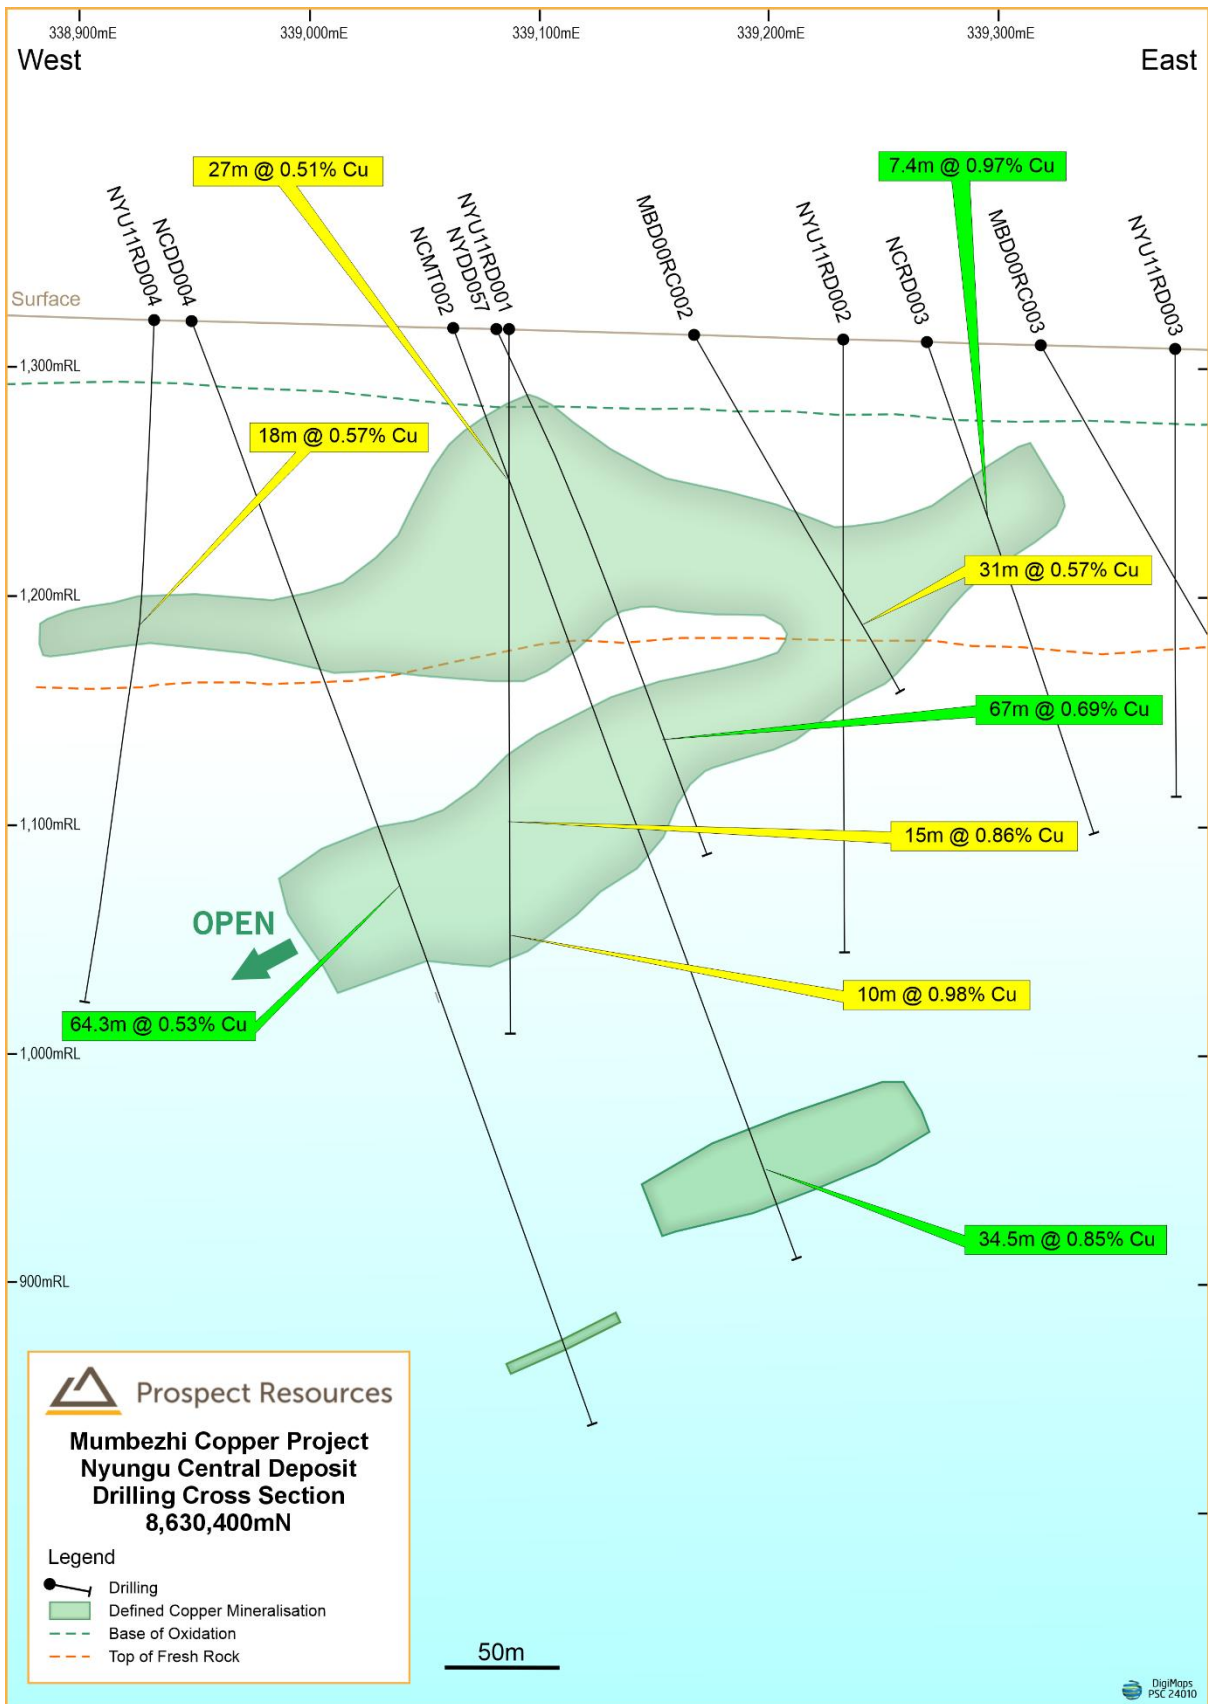 338,900mE
339,000mE
339,100mE
339,200mE
339,300mE
West
East
27m @ 0.51% Cu
7.4m @ 0.97% Cu
NYU11RD004
NCDD004
NCMT002
NYDD057
NYU11RD001
MBD00RC002
NYU11RD002
NCRD003
MBD00RC003
NYU11RD003
Surface
1,300mRL
18m @ 0.57% Cu
31m @ 0.57% Cu
1,200mRL
67m @ 0.69% Cu
1,100mRL
15m @ 0.86% Cu
OPEN
10m @ 0.98% Cu
64.3m @ 0.53% Cu
1,000mRL
34.5m @ 0.85% Cu
900mRL
Prospect Resources
Mumbezhi Copper Project
Nyungu Central Deposit
Drilling Cross Section
8,630,400mN
Legend
Drilling
Defined Copper Mineralisation
Base of Oxidation
Top of Fresh Rock
50m
DigiMaps
PSC 24010